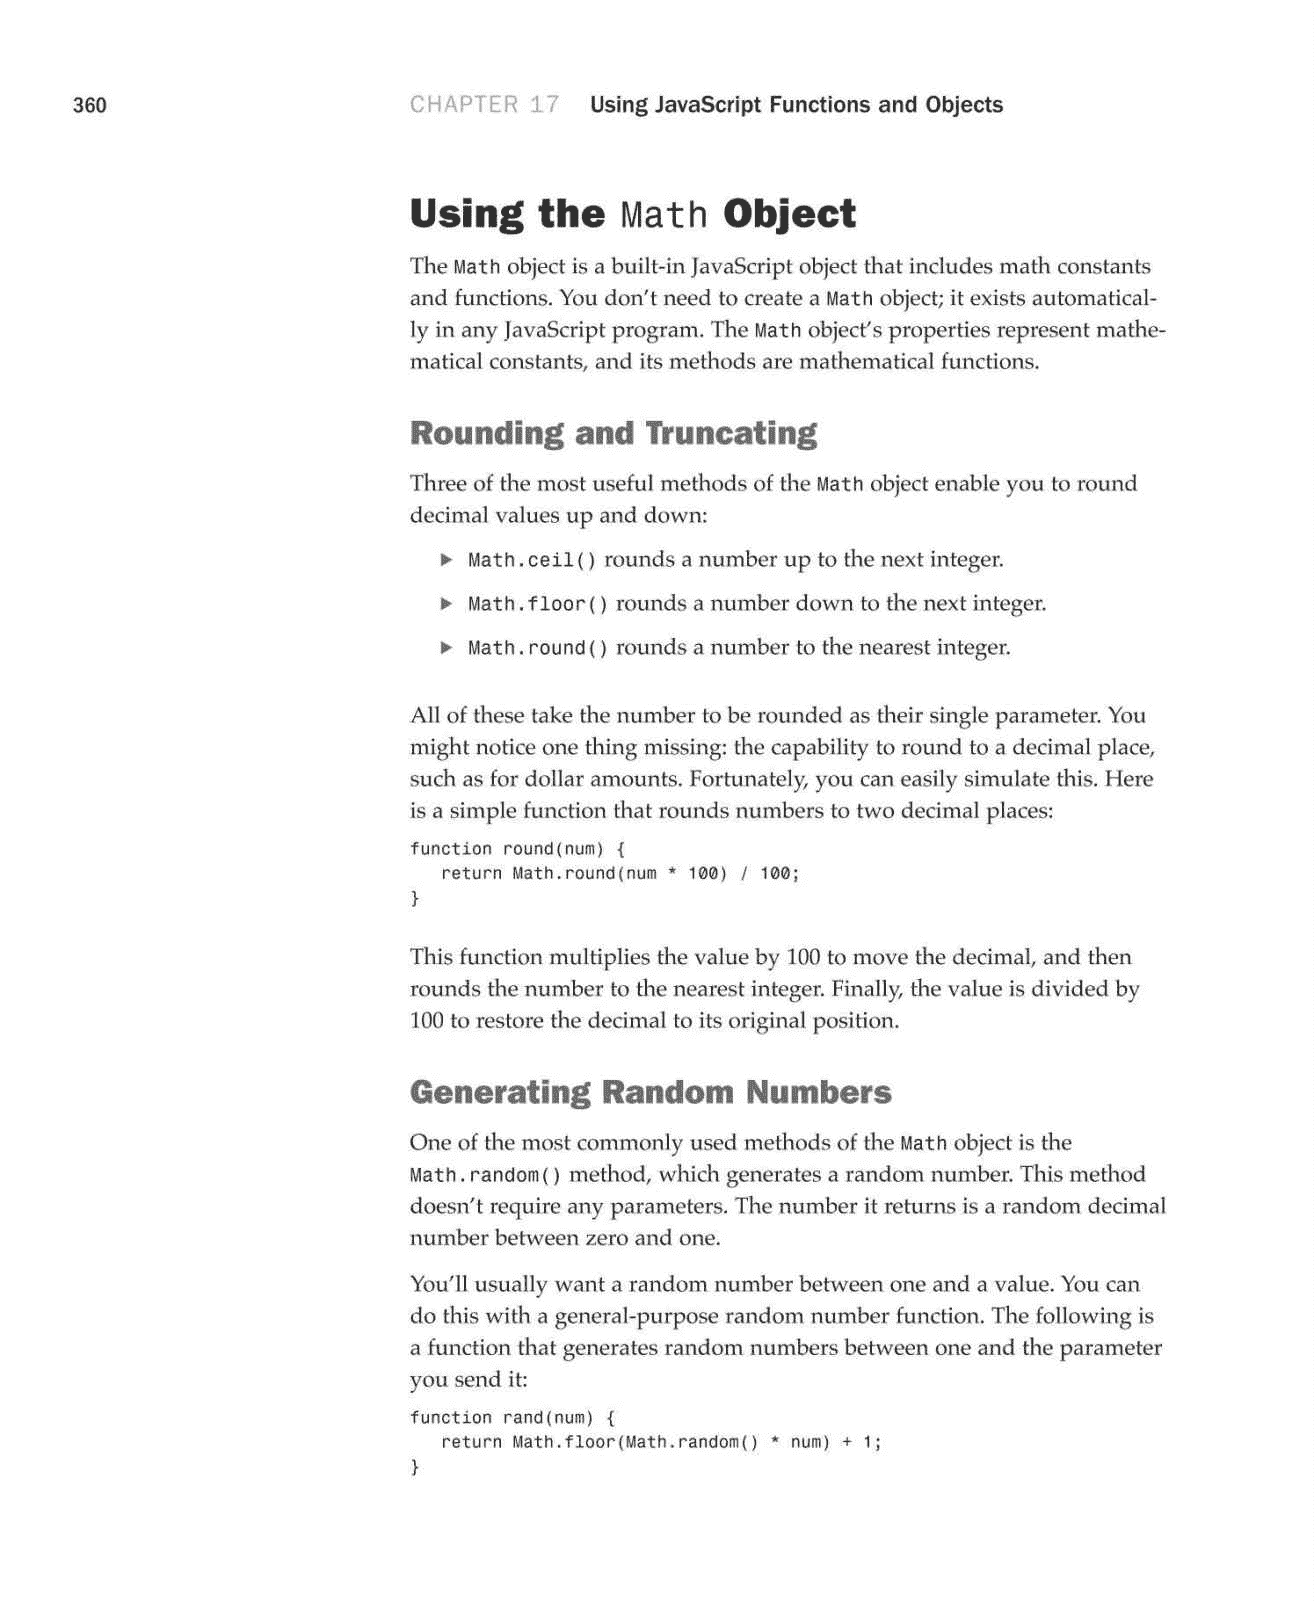 360
CHAPTER 17 Using JavaScript Functions and Objects
Using the Math Object
The Math object is a built-in JavaScript object that includes math constants
and functions. You don't need to create a Math object; it exists automatical-
ly in any JavaScript program. The Math object's properties represent mathe-
matical constants, and its methods are mathematical functions.
Rounding and Truncating
Three of the most useful methods of the Math object enable you to round
decimal values up and down:
▶ Math.ceil() rounds a number up to the next integer.
▶ Math.floor() rounds a number down to the next integer.
▶ Math.round() rounds a number to the nearest integer.
All of these take the number to be rounded as their single parameter. You
might notice one thing missing: the capability to round to a decimal place,
such as for dollar amounts. Fortunately, you can easily simulate this. Here
is a simple function that rounds numbers to two decimal places:
function round(num) {
return Math.round(num * 100) / 100;
}
This function multiplies the value by 100 to move the decimal, and then
rounds the number to the nearest integer. Finally, the value is divided by
100 to restore the decimal to its original position.
Generating Random Numbers
One of the most commonly used methods of the Math object is the
Math.random() method, which generates a random number. This method
doesn't require any parameters. The number it returns is a random decimal
number between zero and one.
You'll usually want a random number between one and a value. You can
do this with a general-purpose random number function. The following is
a function that generates random numbers between one and the parameter
you send it:
function rand(num) {
return Math.floor(Math.random() * num) + 1;
}